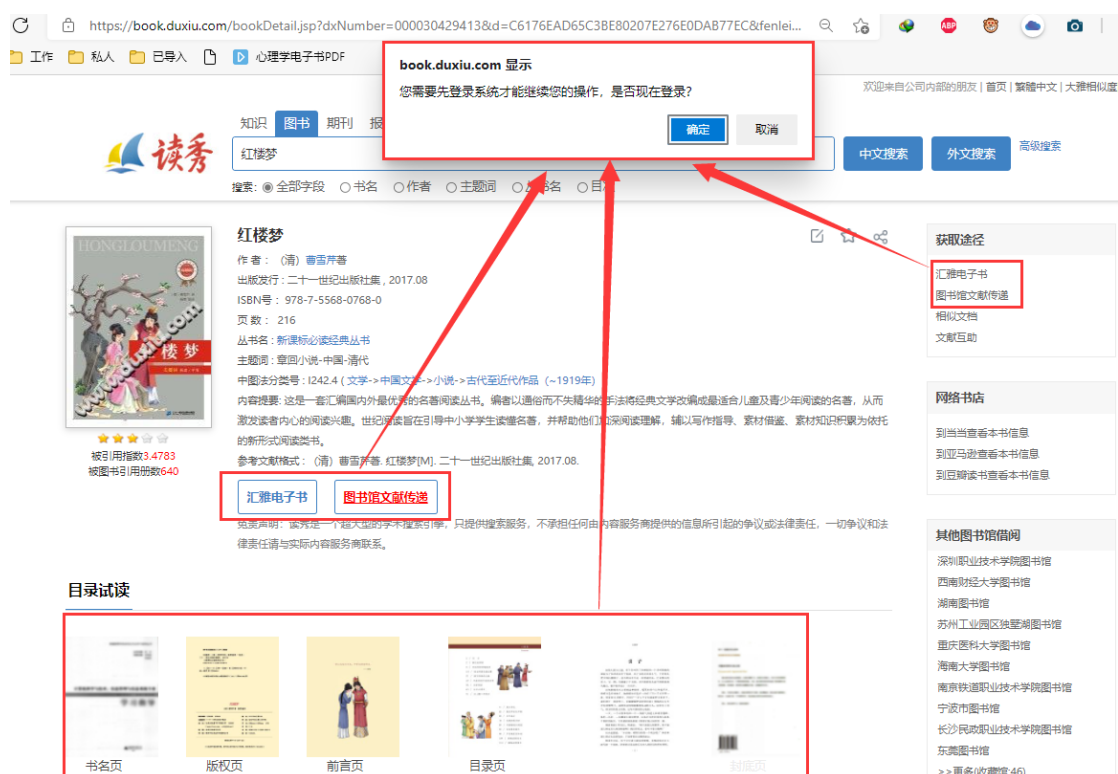 https://book.duxiu.com/bookDetail.jsp?dxNumber=000030429413&d=C6176EAD65C3BE80207E276E0DAB77EC&fenlei...
ABP
工作 私人 已导入 心理学电子书PDF
book.duxiu.com 显示
您需要先登录系统才能继续您的操作，是否现在登录?
确定 取消
欢迎来自公司内部的朋友 | 首页 | 繁體中文 | 大雅相似度
读秀
知识 图书 期刊 报
红楼梦
中文搜索 外文搜索 高级搜索
搜索: 全部字段 书名 作者 主题词 书名 目
HONGLOUMENG
楼梦
www.duxiu.com
被引用指数3.4783
被图书引用册数640
红楼梦
作 者： （清）曹雪芹著
出版发行 : 二十一世纪出版社集 , 2017.08
ISBN号： 978-7-5568-0768-0
页 数： 216
丛书名 : 新课标必读经典丛书
主题词 : 章回小说-中国-清代
中图法分类号 : I242.4 ( 文学->中国文学->小说->古代至近代作品（~1919年）
内容提要: 这是一套汇编国内外最优秀的名著阅读丛书。编者以通俗而不失精华的手法将经典文学改编成最适合儿童及青少年阅读的名著，从而
激发读者内心的阅读兴趣。世纪阅读旨在引导中小学学生读懂名著，并帮助他们加深阅读理解，辅以写作指导、素材借鉴、素材知识积累为依托
的新形式阅读类书。
参考文献格式 : （清）曹雪芹著. 红楼梦[M]. 二十一世纪出版社集, 2017.08.
汇雅电子书 图书馆文献传递
免责声明：读秀是一个超大型的学术搜索引擎，只提供搜索服务，不承担任何由内容服务商提供的信息所引起的争议或法律责任，一切争议和法
律责任请与实际内容服务商联系。
获取途径
汇雅电子书
图书馆文献传递
相似文档
文献互助
网络书店
到当当查看本书信息
到亚马逊查看本书信息
到豆瓣读书查看本书信息
其他图书馆借阅
深圳职业技术学院图书馆
西南财经大学图书馆
湖南图书馆
苏州工业园区独墅湖图书馆
重庆医科大学图书馆
海南大学图书馆
南京铁道职业技术学院图书馆
宁波市图书馆
长沙民政职业技术学院图书馆
东莞图书馆
>>更多(收藏馆:46)
目录试读
书名页 版权页 前言页 目录页 封底页